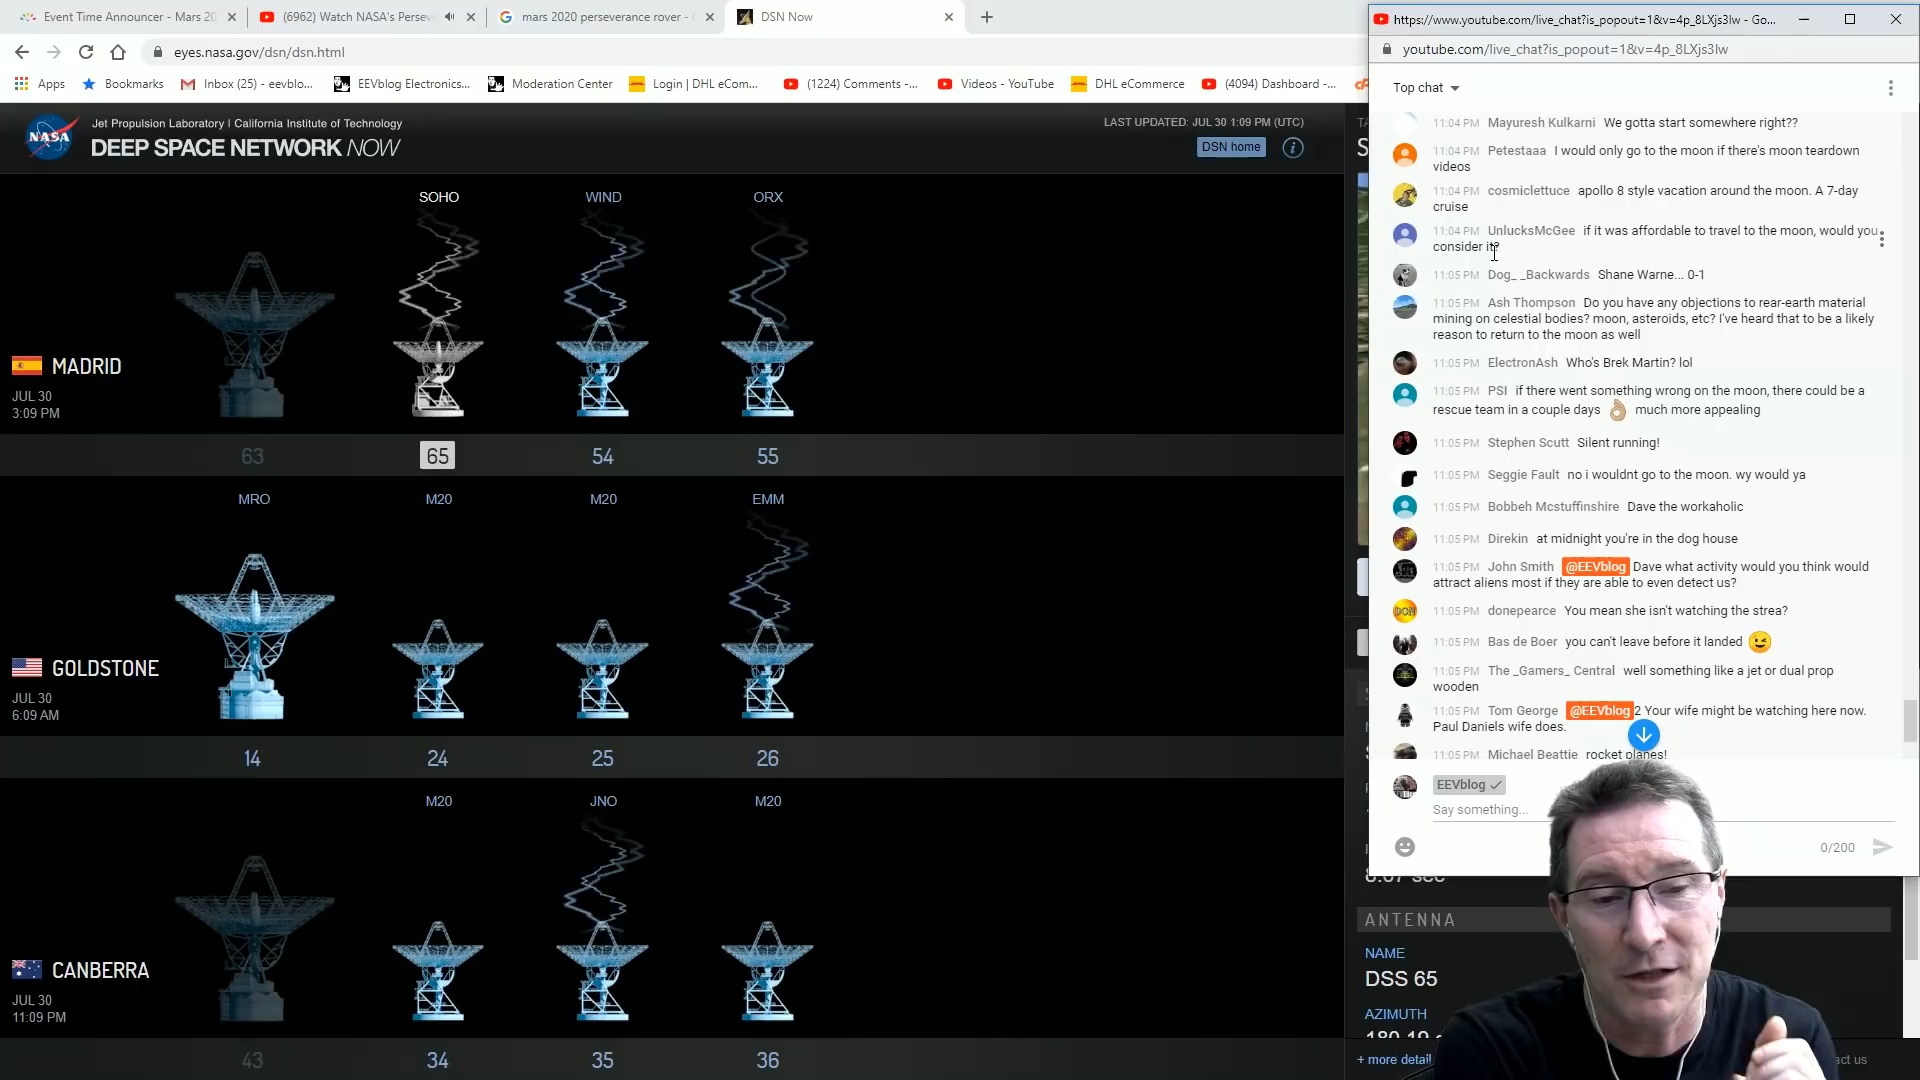 Event Time Announcer - Mars 20
(6962) Watch NASA's Persev
mars 2020 perseverance rover - G
DSN Now
https://www.youtube.com/live_chat?is_popout=1&v=4p_8LXjs3Iw - Go...
eyes.nasa.gov/dsn/dsn.html
youtube.com/live_chat?is_popout=1&v=4p_8LXjs3Iw
Apps
Bookmarks
Inbox (25) - eevblo...
EEVblog Electronics...
Moderation Center
Login | DHL eCom...
(1224) Comments -...
Videos - YouTube
DHL eCommerce
(4094) Dashboard -...
NASA
Jet Propulsion Laboratory | California Institute of Technology
DEEP SPACE NETWORK NOW
LAST UPDATED: JUL 30 1:09 PM (UTC)
DSN home
SOHO WIND ORX
MADRID
JUL 30
3:09 PM
63 65 54 55
MRO M20 M20 EMM
GOLDSTONE
JUL 30
6:09 AM
14 24 25 26
M20 JNO M20
CANBERRA
JUL 30
11:09 PM
43 34 35 36
Top chat
11:04 PM Mayuresh Kulkarni We gotta start somewhere right??
11:04 PM Petestaaa I would only go to the moon if there's moon teardown
videos
11:04 PM cosmiclettuce apollo 8 style vacation around the moon. A 7-day
cruise
11:04 PM UnlucksMcGee if it was affordable to travel to the moon, would you
consider it?
11:05 PM Dog_ _Backwards Shane Warne... 0-1
11:05 PM Ash Thompson Do you have any objections to rear-earth material
mining on celestial bodies? moon, asteroids, etc? I've heard that to be a likely
reason to return to the moon as well
11:05 PM ElectronAsh Who's Brek Martin? lol
11:05 PM PSI if there went something wrong on the moon, there could be a
rescue team in a couple days 👌🏼 much more appealing
11:05 PM Stephen Scutt Silent running!
11:05 PM Seggie Fault no i wouldnt go to the moon. wy would ya
11:05 PM Bobbeh Mcstuffinshire Dave the workaholic
11:05 PM Direkin at midnight you're in the dog house
11:05 PM John Smith @EEVblog Dave what activity would you think would
attract aliens most if they are able to even detect us?
11:05 PM donepearce You mean she isn't watching the strea?
11:05 PM Bas de Boer you can't leave before it landed 😉
11:05 PM The _Gamers_ Central well something like a jet or dual prop
wooden
11:05 PM Tom George @EEVblog 2 Your wife might be watching here now.
Paul Daniels wife does.
11:05 PM Michael Beattie rocket planes!
EEVblog
Say something...
0/200
ANTENNA
NAME
DSS 65
AZIMUTH
+ more detail